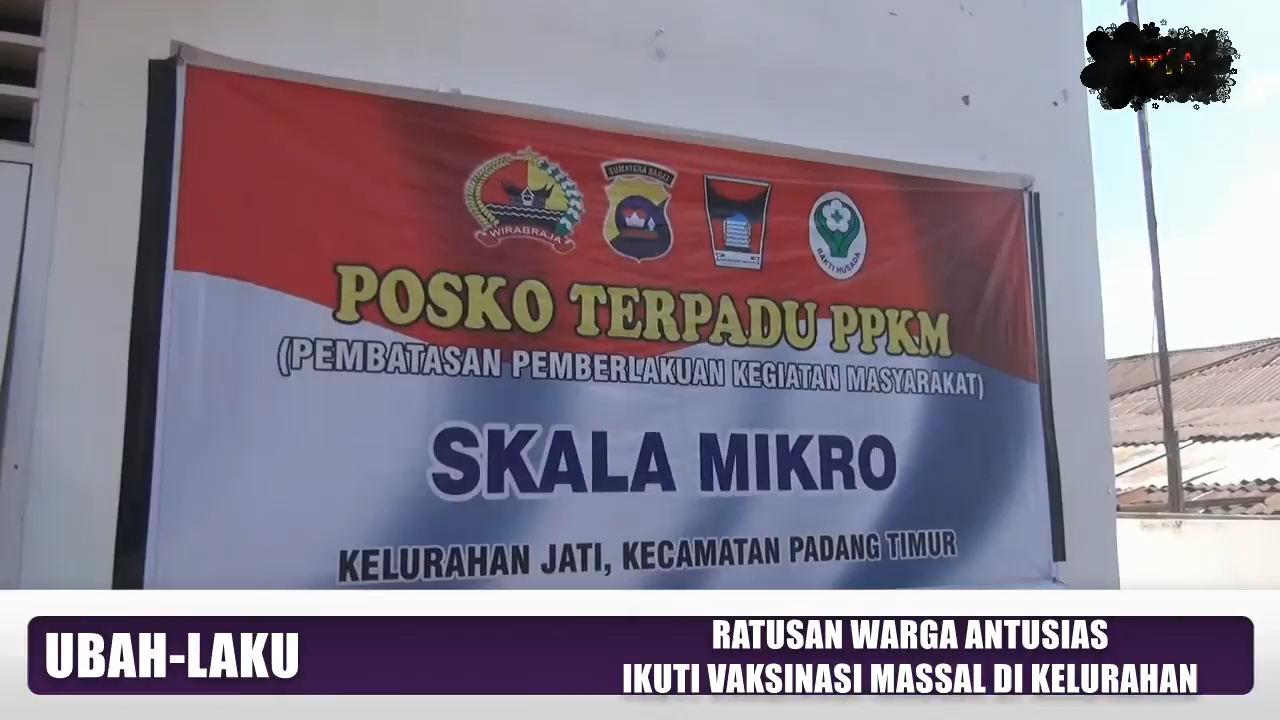 WIRABRAJA
SUMATERA BARAT
BAKTI HUSADA
POSKO TERPADU PPKM
(PEMBATASAN PEMBERLAKUAN KEGIATAN MASYARAKAT)
SKALA MIKRO
KELURAHAN JATI, KECAMATAN PADANG TIMUR
UBAH-LAKU
RATUSAN WARGA ANTUSIAS
IKUTI VAKSINASI MASSAL DI KELURAHAN